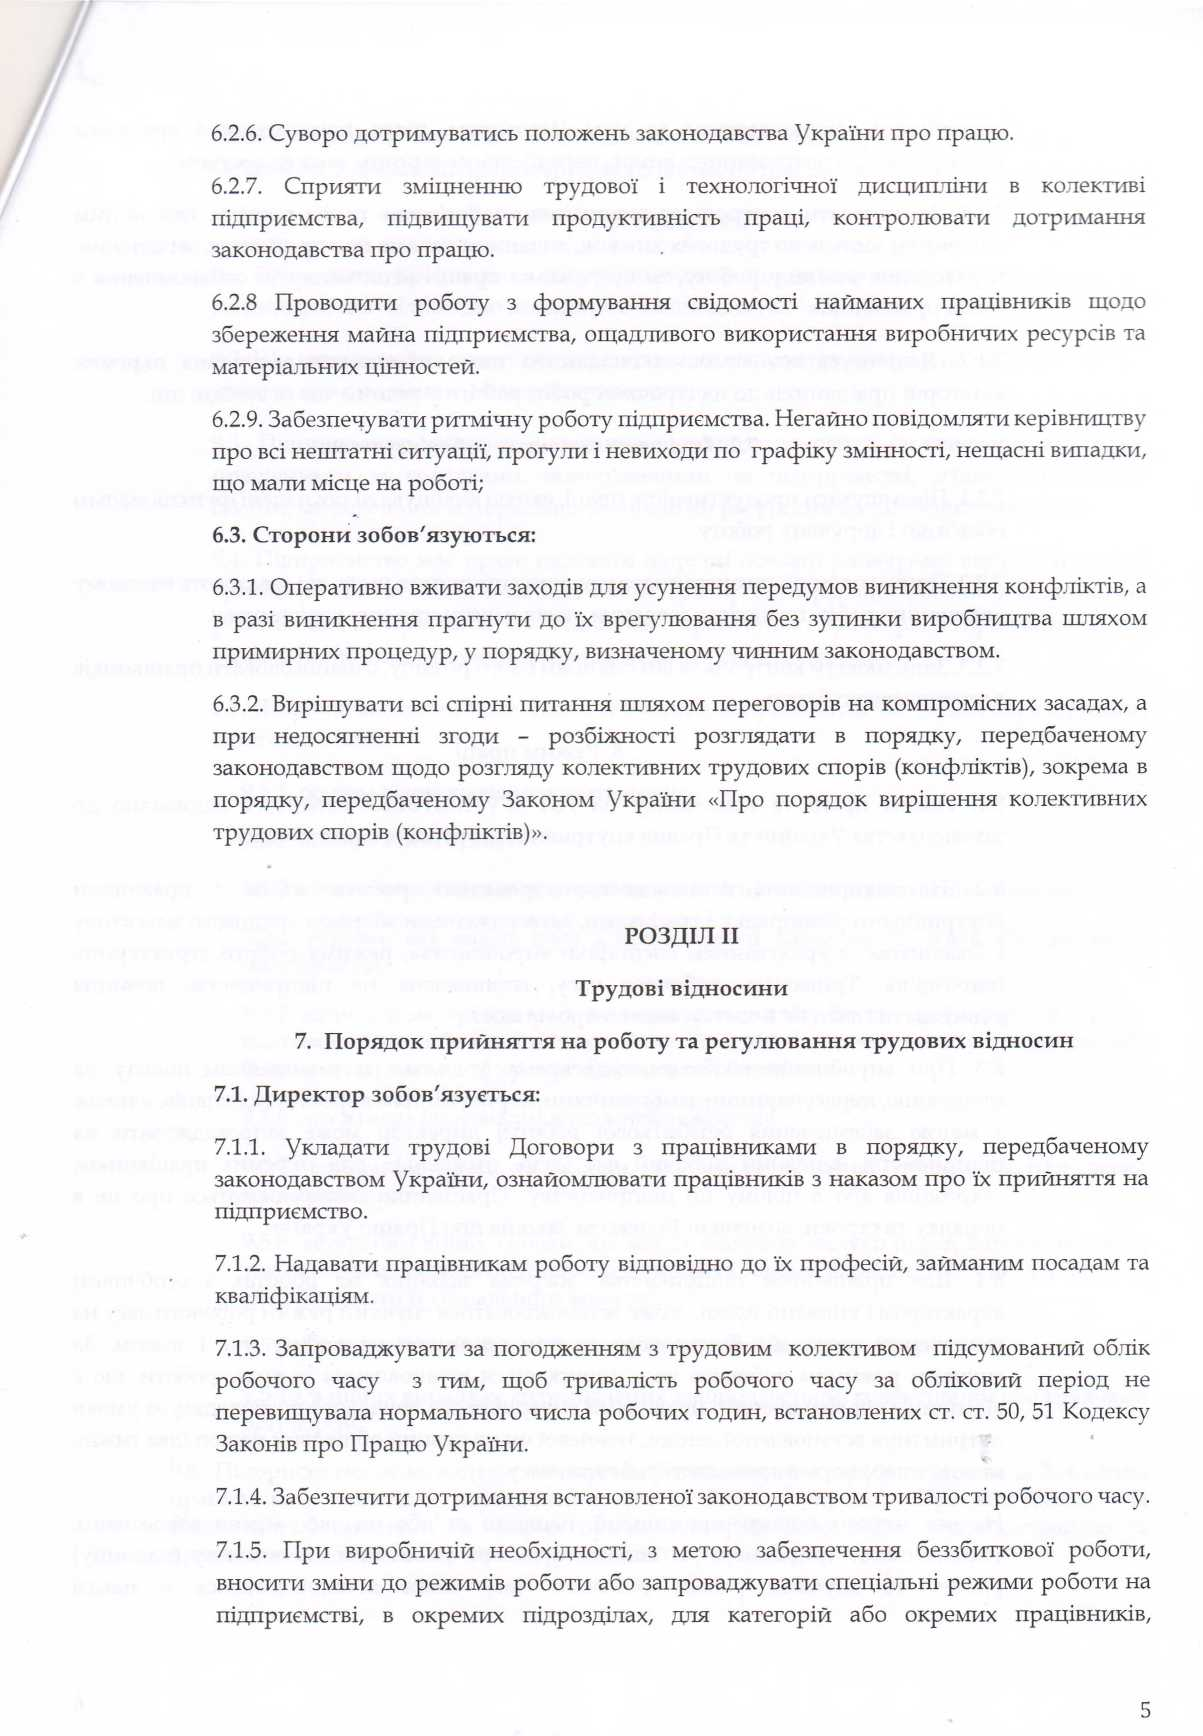 6.2.6. Суворо дотримуватись положень законодавства України про працю.
6.2.7. Сприяти зміцненню трудової і технологічної дисципліни в колективі
підприємства, підвищувати продуктивність праці, контролювати дотримання
законодавства про працю.
6.2.8 Проводити роботу з формування свідомості найманих працівників щодо
збереження майна підприємства, ощадливого використання виробничих ресурсів та
матеріальних цінностей.
6.2.9. Забезпечувати ритмічну роботу підприємства. Негайно повідомляти керівництву
про всі нештатні ситуації, прогули і невиходи по графіку змінності, нещасні випадки,
що мали місце на роботі;
6.3. Сторони зобов’язуються:
6.3.1. Оперативно вживати заходів для усунення передумов виникнення конфліктів, а
в разі виникнення прагнути до їх врегулювання без зупинки виробництва шляхом
примирних процедур, у порядку, визначеному чинним законодавством.
6.3.2. Вирішувати всі спірні питання шляхом переговорів на компромісних засадах, а
при недосягненні згоди – розбіжності розглядати в порядку, передбаченому
законодавством щодо розгляду колективних трудових спорів (конфліктів), зокрема в
порядку, передбаченому Законом України «Про порядок вирішення колективних
трудових спорів (конфліктів)».
РОЗДІЛ ІІ
Трудові відносини
7. Порядок прийняття на роботу та регулювання трудових відносин
7.1. Директор зобов’язується:
7.1.1. Укладати трудові Договори з працівниками в порядку, передбаченому
законодавством України, ознайомлювати працівників з наказом про їх прийняття на
підприємство.
7.1.2. Надавати працівникам роботу відповідно до їх професій, займаним посадам та
кваліфікаціям.
7.1.3. Запроваджувати за погодженням з трудовим колективом підсумований облік
робочого часу з тим, щоб тривалість робочого часу за обліковий період не
перевищувала нормального числа робочих годин, встановлених ст. ст. 50, 51 Кодексу
Законів про Працю України.
7.1.4. Забезпечити дотримання встановленої законодавством тривалості робочого часу.
7.1.5. При виробничій необхідності, з метою забезпечення беззбиткової роботи,
вносити зміни до режимів роботи або запроваджувати спеціальні режими роботи на
підприємстві, в окремих підрозділах, для категорій або окремих працівників,
5